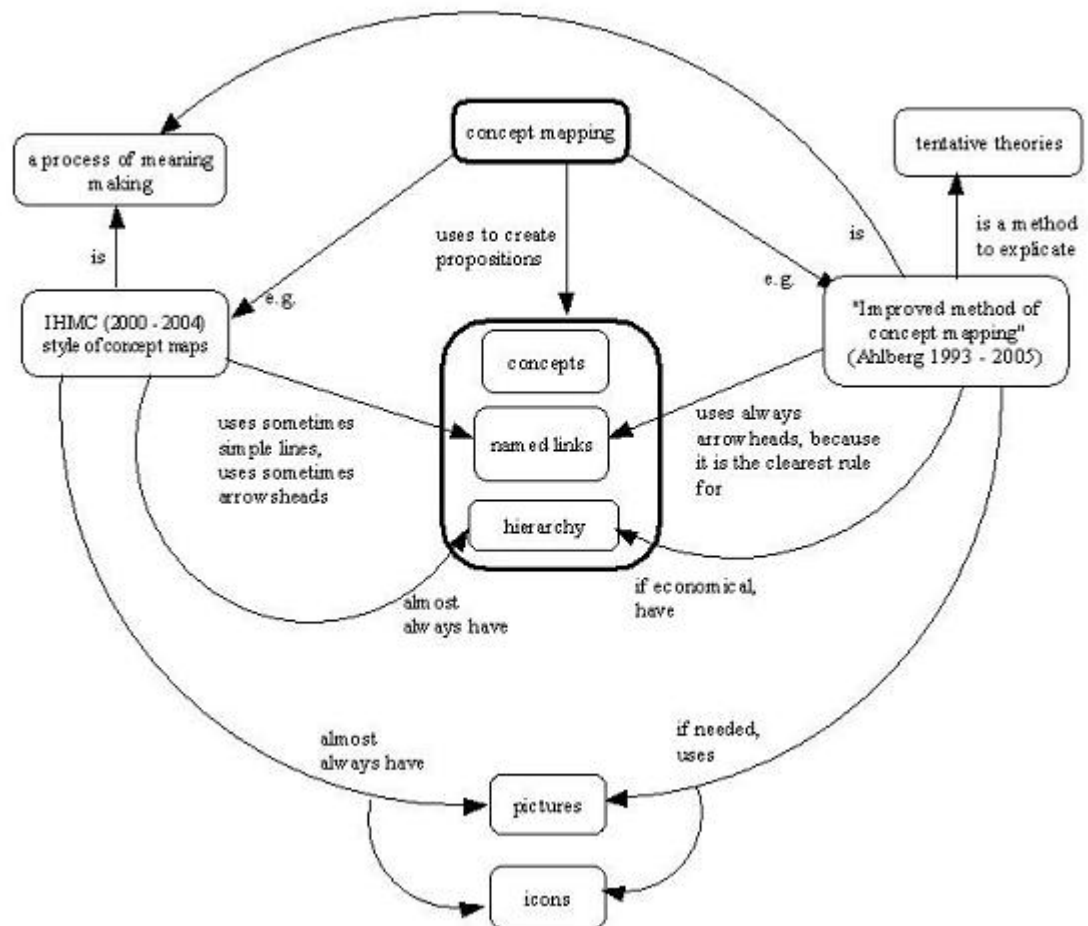 concept mapping
tentative theories
a process of meaning
making
uses to create
propositions
is
is a method
to explicate
is
e.g.
e.g.
IHMC (2000 - 2004)
style of concept maps
"Improved method of
concept mapping"
(Ahlberg 1993 - 2005)
concepts
named links
hierarchy
uses sometimes
simple lines,
uses sometimes
arrowsheads
uses always
arrowheads, because
it is the clearest rule
for
almost
always have
if economical,
have
almost
always have
if needed,
uses
pictures
icons